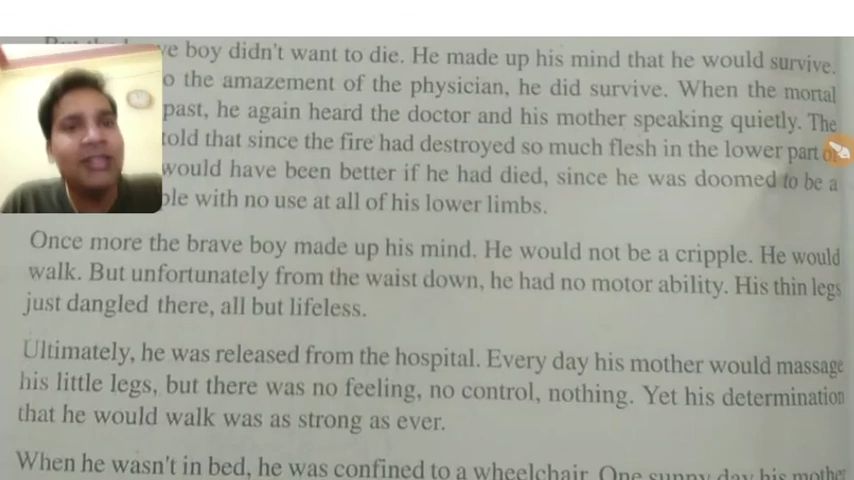 ve boy didn't want to die. He made up his mind that he would survive.
o the amazement of the physician, he did survive. When the mortal
past, he again heard the doctor and his mother speaking quietly. The
told that since the fire had destroyed so much flesh in the lower part of
would have been better if he had died, since he was doomed to be a
ple with no use at all of his lower limbs.
Once more the brave boy made up his mind. He would not be a cripple. He would
walk. But unfortunately from the waist down, he had no motor ability. His thin legs
just dangled there, all but lifeless.
Ultimately, he was released from the hospital. Every day his mother would massage
his little legs, but there was no feeling, no control, nothing. Yet his determination
that he would walk was as strong as ever.
When he wasn't in bed, he was confined to a wheelchair. One sunny day his mother